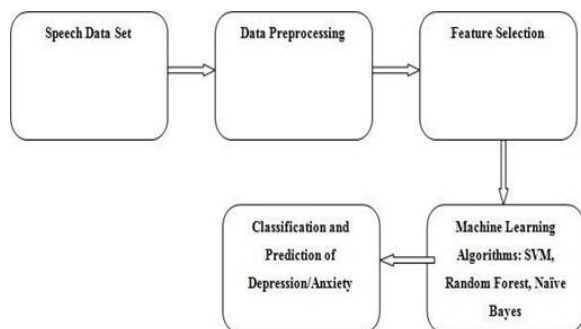 Speech Data Set
Data Preprocessing
Feature Selection
Machine Learning
Algorithms: SVM,
Random Forest, Naïve
Bayes
Classification and
Prediction of
Depression/Anxiety